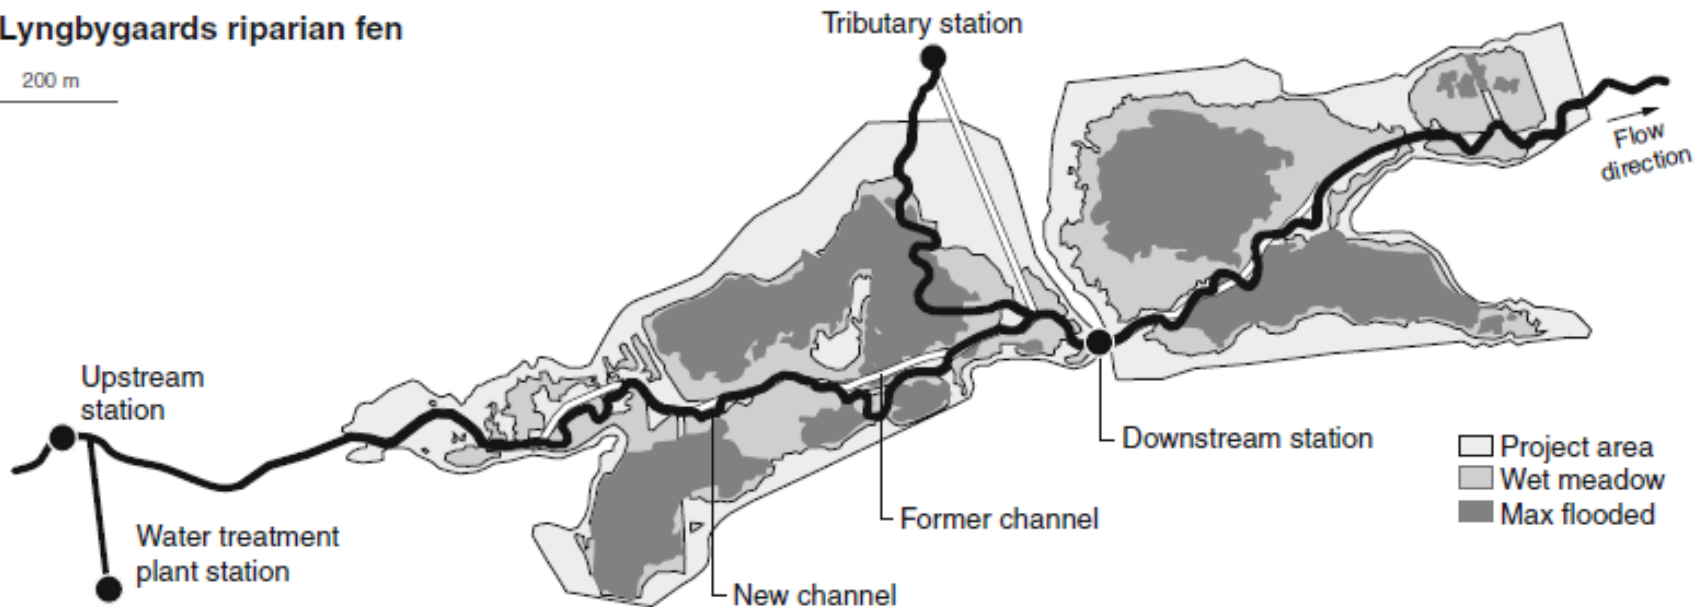 Lyngbygaards riparian fen
200 m
Tributary station
Flow
direction
Upstream
station
Downstream station
Project area
Wet meadow
Max flooded
Former channel
Water treatment
plant station
New channel